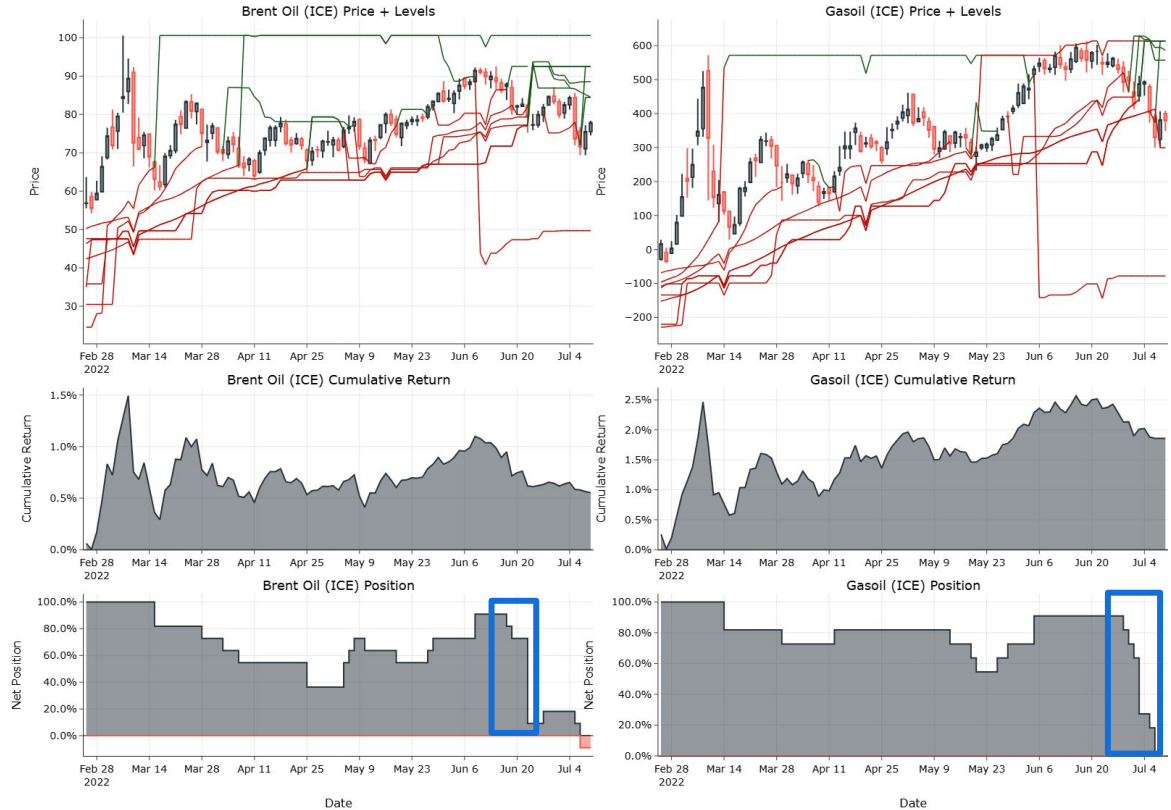 Brent Oil (ICE) Price + Levels
100
90
80
70
60
50
40
30
Price
Feb 28
2022
Mar 14
Mar 28
Apr 11
Apr 25
May 9
May 23
Jun 6
Jun 20
Jul 4
Gasoil (ICE) Price + Levels
600
500
400
300
200
100
0
−100
−200
Price
Feb 28
2022
Mar 14
Mar 28
Apr 11
Apr 25
May 9
May 23
Jun 6
Jun 20
Jul 4
Brent Oil (ICE) Cumulative Return
1.5%
1.0%
0.5%
0.0%
Cumulative Return
Feb 28
2022
Mar 14
Mar 28
Apr 11
Apr 25
May 9
May 23
Jun 6
Jun 20
Jul 4
Gasoil (ICE) Cumulative Return
2.5%
2.0%
1.5%
1.0%
0.5%
0.0%
Cumulative Return
Feb 28
2022
Mar 14
Mar 28
Apr 11
Apr 25
May 9
May 23
Jun 6
Jun 20
Jul 4
Brent Oil (ICE) Position
100.0%
80.0%
60.0%
40.0%
20.0%
0.0%
Net Position
Feb 28
2022
Mar 14
Mar 28
Apr 11
Apr 25
May 9
May 23
Jun 6
Jun 20
Jul 4
Date
Gasoil (ICE) Position
100.0%
80.0%
60.0%
40.0%
20.0%
0.0%
Net Position
Feb 28
2022
Mar 14
Mar 28
Apr 11
Apr 25
May 9
May 23
Jun 6
Jun 20
Jul 4
Date